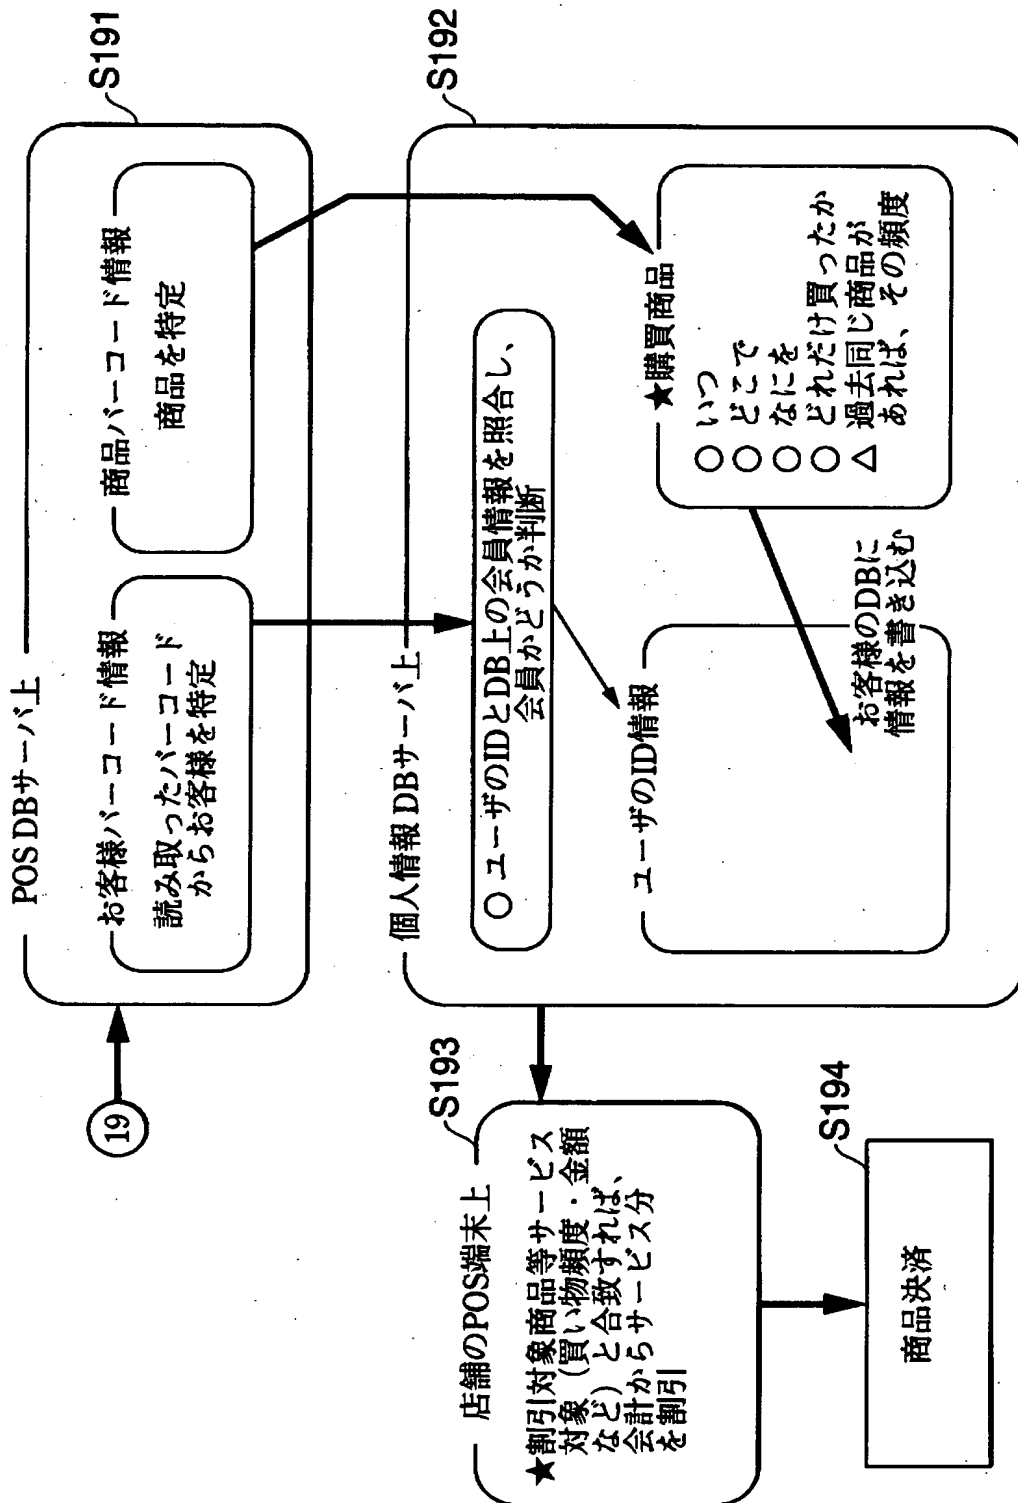 19
POS DBサーバ上
S191
お客様バーコード情報
読み取ったバーコード
からお客様を特定
商品バーコード情報
商品を特定
個人情報 DBサーバ上
S192
○ ユーザのIDとDB上の会員情報を照合し、
会員かどうか判断
ユーザのID情報
お客様のDBに
情報を書き込む
★購買商品
○ いつ
○ どこで
○ なにを
○ どれだけ買ったか
△ 過去同じ商品が
あれば、その頻度
店舗のPOS端末上
S193
★割引対象商品等サービス
対象（買い物頻度・金額
など）と合致すれば、
会計からサービス分
を割引
S194
商品決済